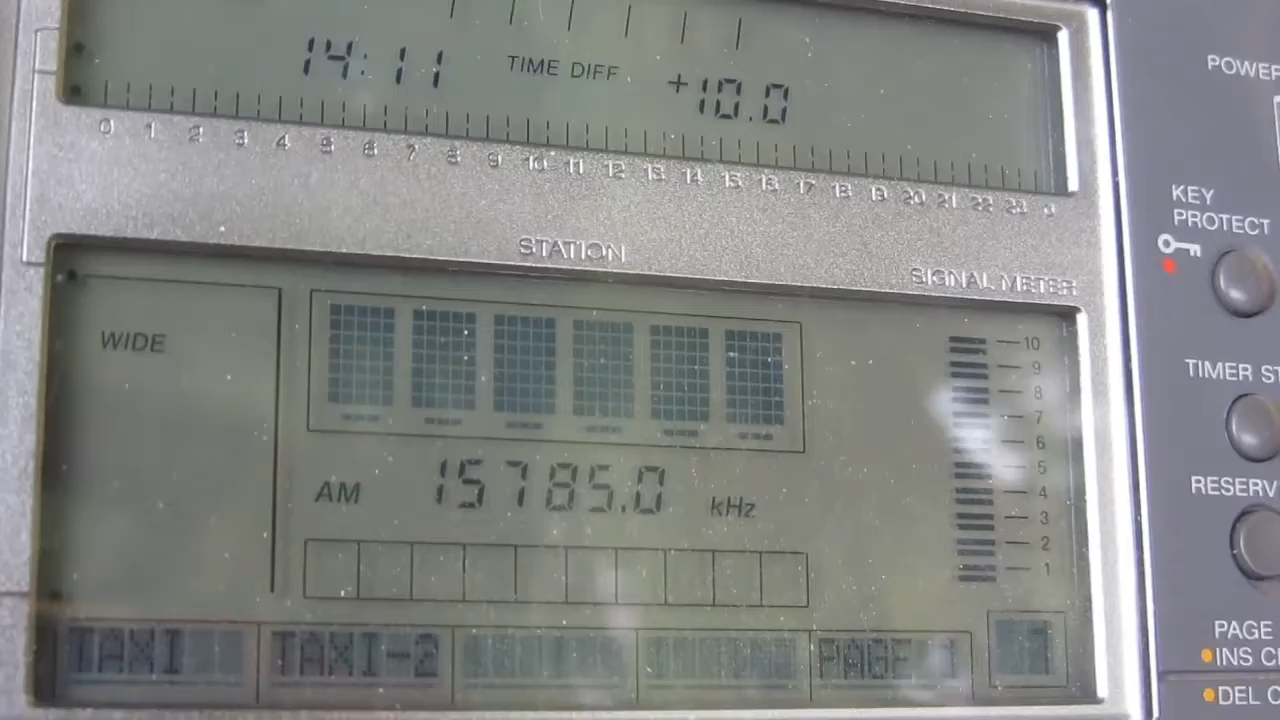 14:11 TIME DIFF +10.0
0 1 2 3 4 5 6 7 8 9 10 11 12 13 14 15 16 17 18 19 20 21 22 23 0
POWER
KEY
PROTECT
STATION
SIGNAL METER
WIDE
10
9
8
7
6
5
4
3
2
1
TIMER ST
AM 15785.0 kHz
RESERV
TAXI TAXI-2 PAGE 1
PAGE
INS C
DEL C